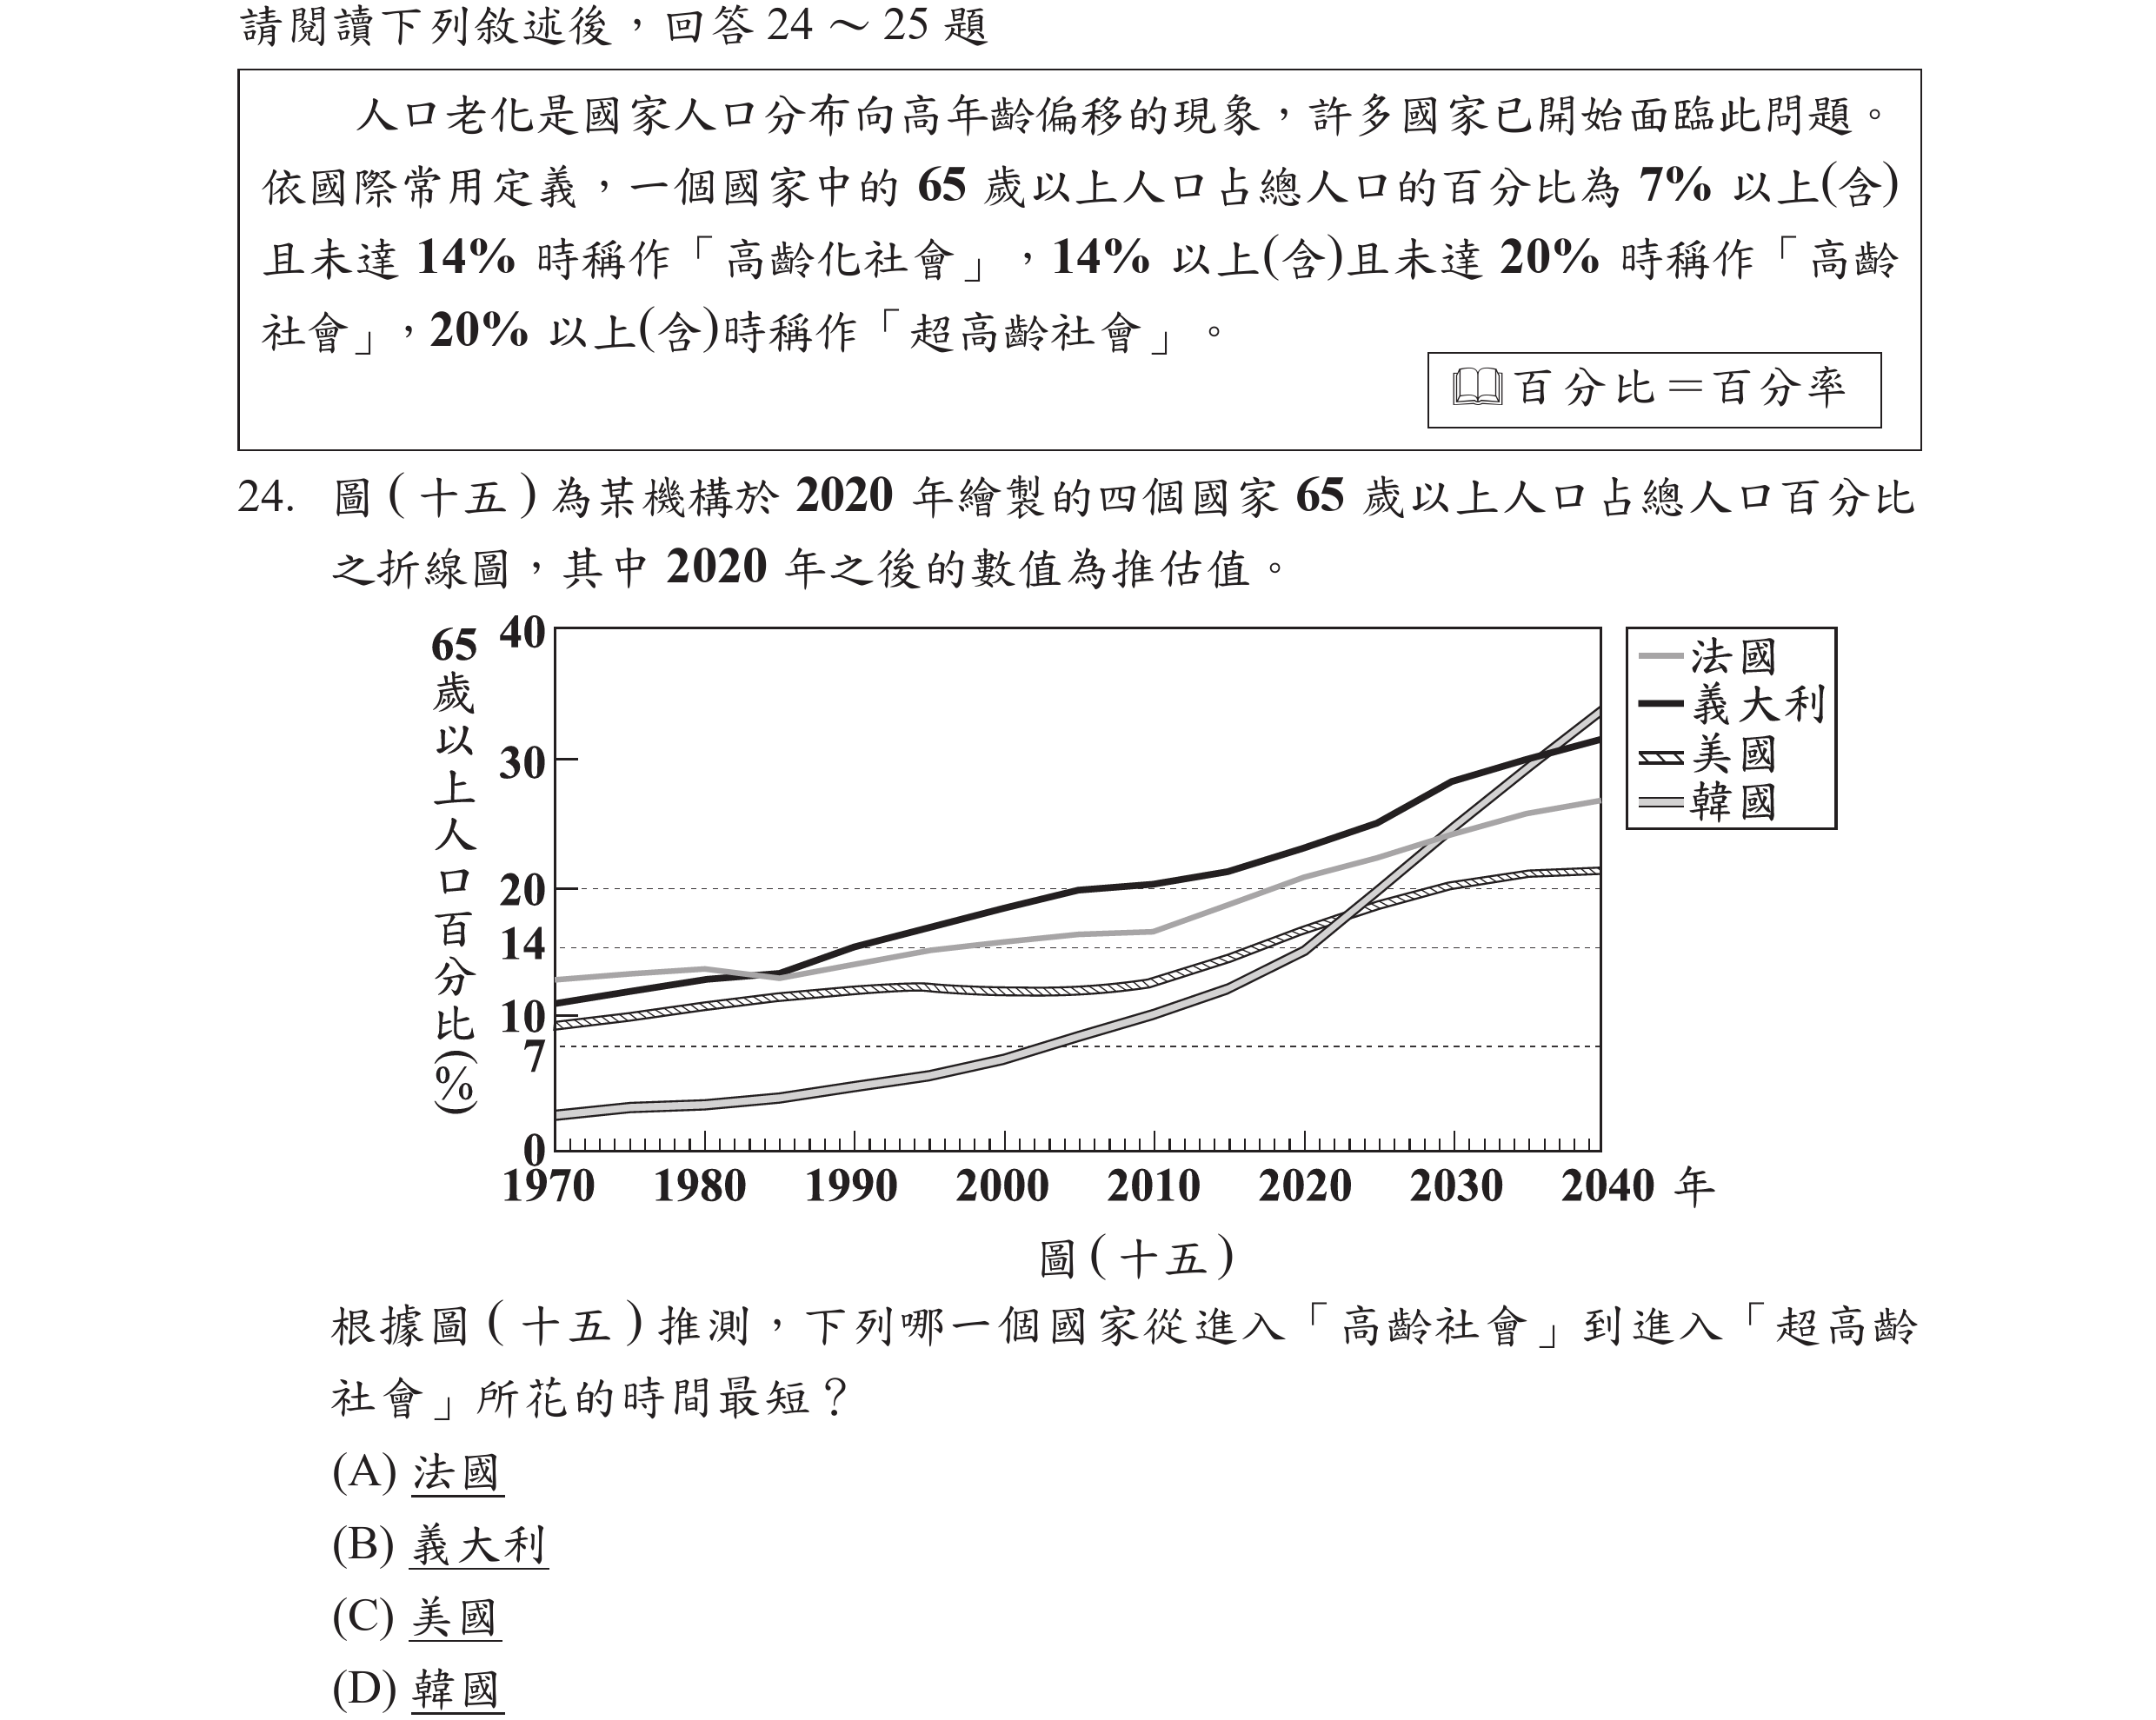 請閱讀下列敘述後，回答24～25題
人口老化是國家人口分布向高年齡偏移的現象，許多國家已開始面臨此問題。
依國際常用定義，一個國家中的 65 歲以上人口占總人口的百分比為 7% 以上(含)
且未達 14% 時稱作「高齡化社會」，14% 以上(含)且未達 20% 時稱作「高齡
社會」，20% 以上(含)時稱作「超高齡社會」。
百分比＝百分率
24. 圖(十五)為某機構於 2020 年繪製的四個國家 65 歲以上人口占總人口百分比
之折線圖，其中 2020 年之後的數值為推估值。
65歲以上人口百分比(%)
40
30
20
14
10
7
0
1970 1980 1990 2000 2010 2020 2030 2040 年
法國
義大利
美國
韓國
圖(十五)
根據圖(十五)推測，下列哪一個國家從進入「高齡社會」到進入「超高齡
社會」所花的時間最短？
(A) 法國
(B) 義大利
(C) 美國
(D) 韓國